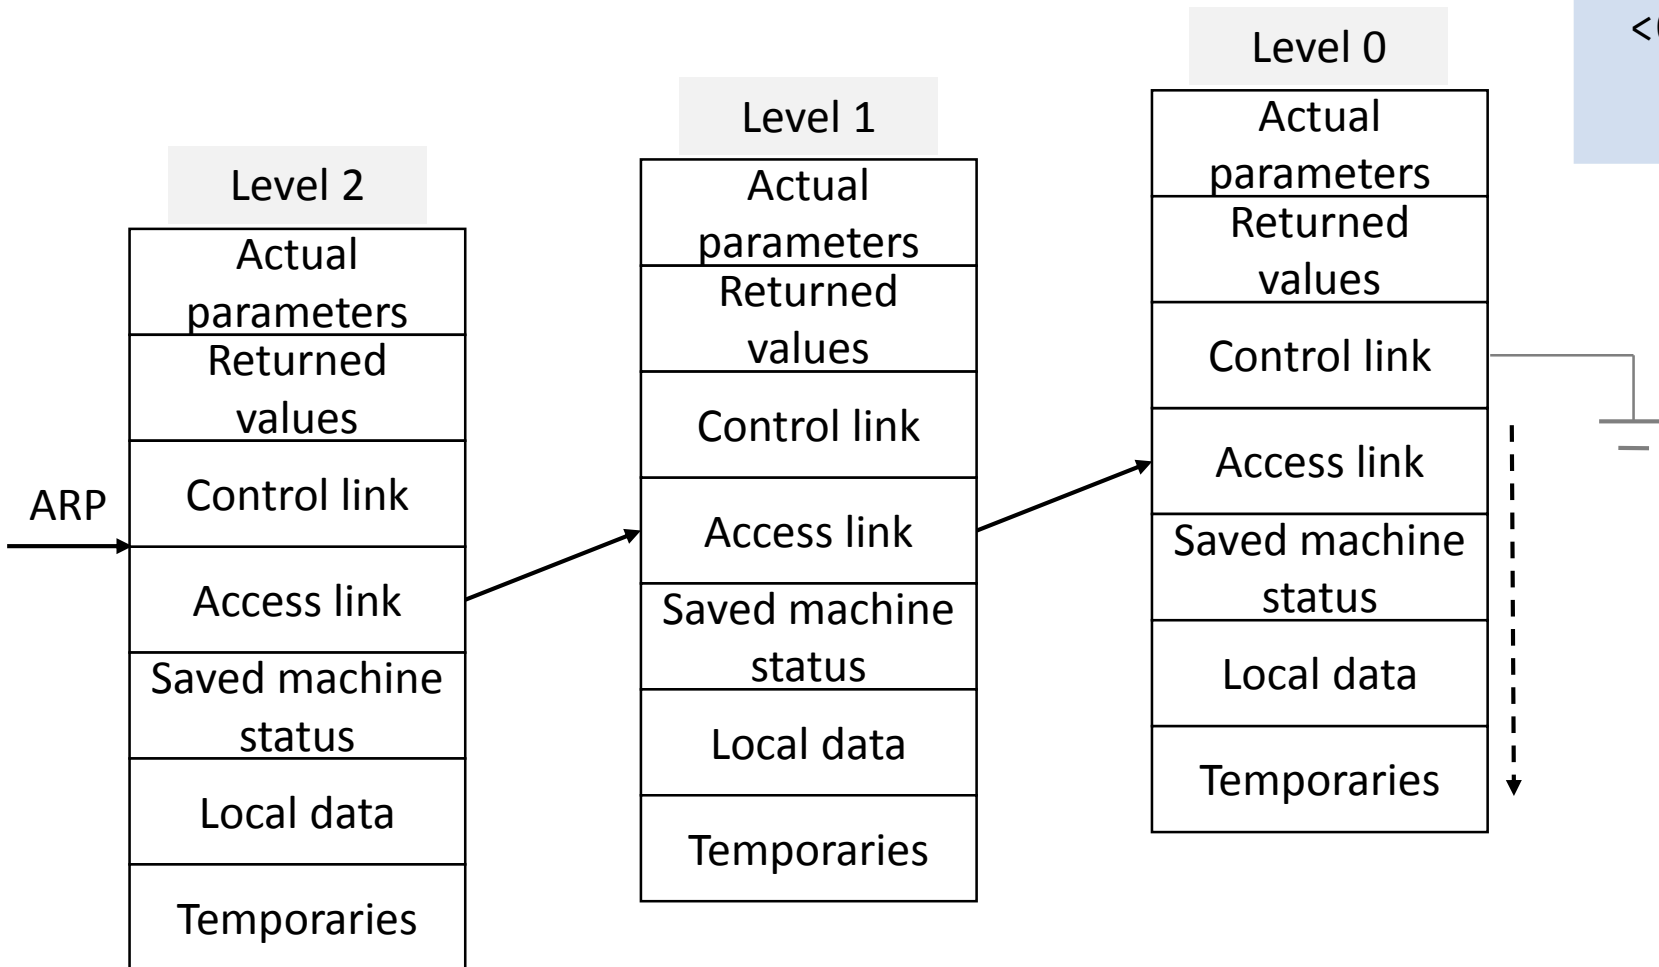 ARP
Level 2
Actual
parameters
Returned
values
Control link
Access link
Saved machine
status
Local data
Temporaries
Level 1
Actual
parameters
Returned
values
Control link
Access link
Saved machine
status
Local data
Temporaries
Level 0
Actual
parameters
Returned
values
Control link
Access link
Saved machine
status
Local data
Temporaries